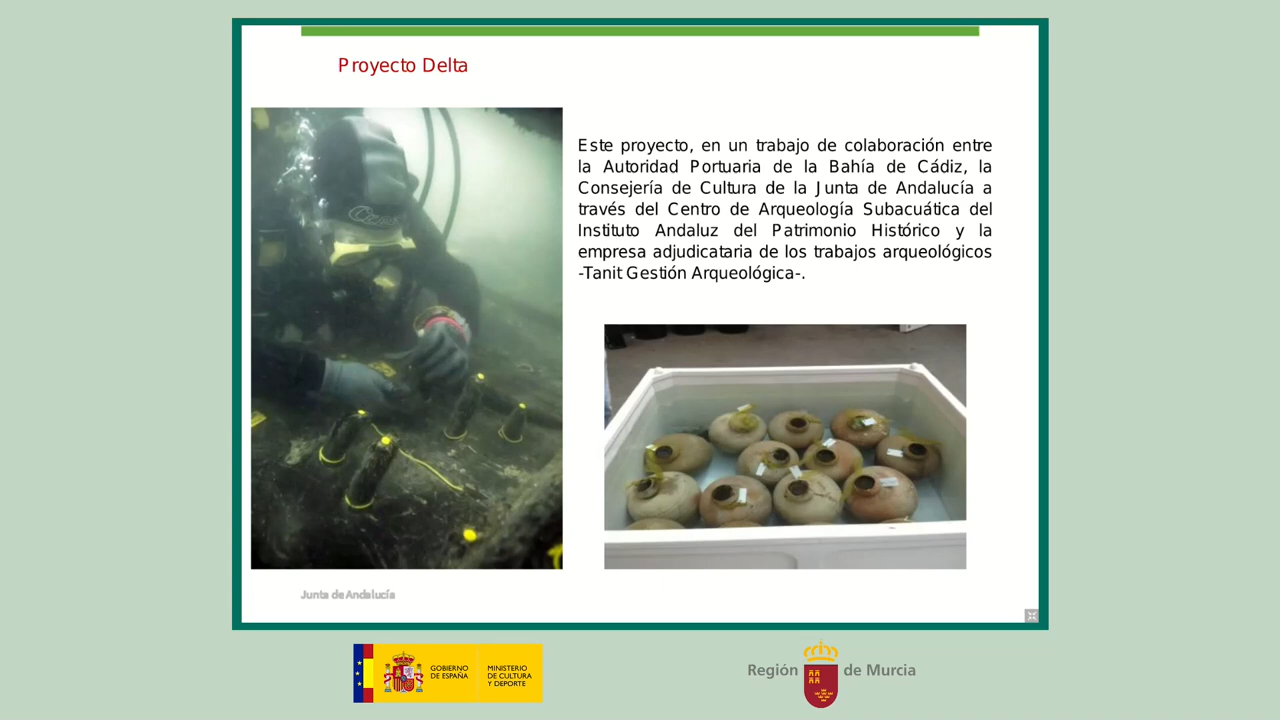 Proyecto Delta
Este proyecto, en un trabajo de colaboración entre
la Autoridad Portuaria de la Bahía de Cádiz, la
Consejería de Cultura de la Junta de Andalucía a
través del Centro de Arqueología Subacuática del
Instituto Andaluz del Patrimonio Histórico y la
empresa adjudicataria de los trabajos arqueológicos
-Tanit Gestión Arqueológica-.
Junta de Andalucía
GOBIERNO
DE ESPAÑA
MINISTERIO
DE CULTURA
Y DEPORTE
Región de Murcia